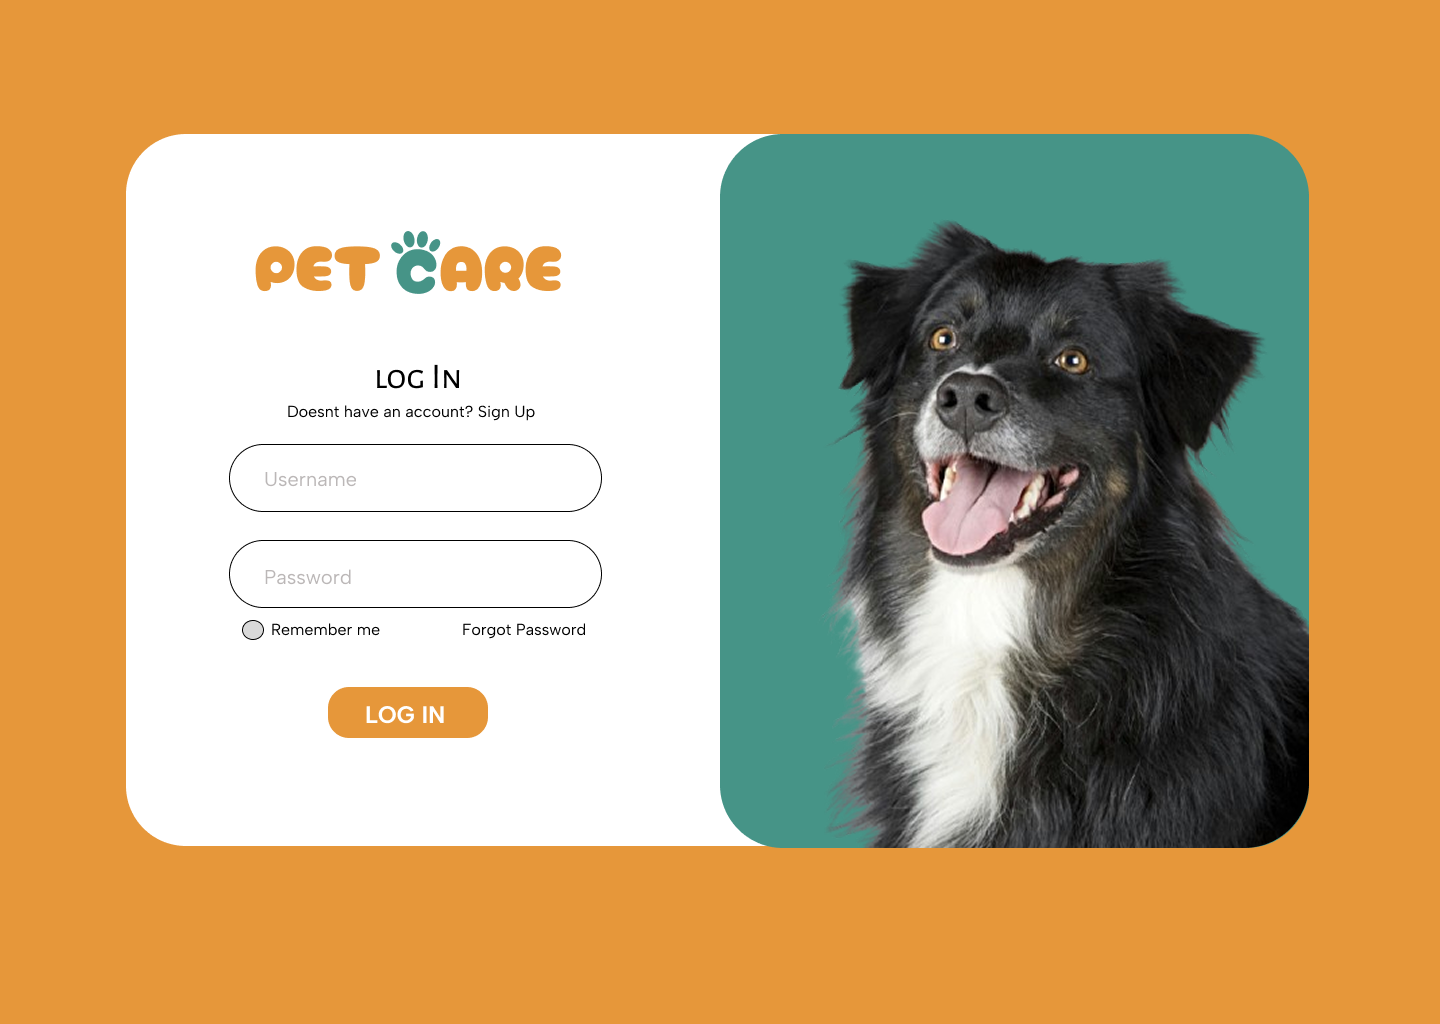 PET CARE
LOG IN
Doesnt have an account? Sign Up
Username
Password
Remember me
Forgot Password
LOG IN